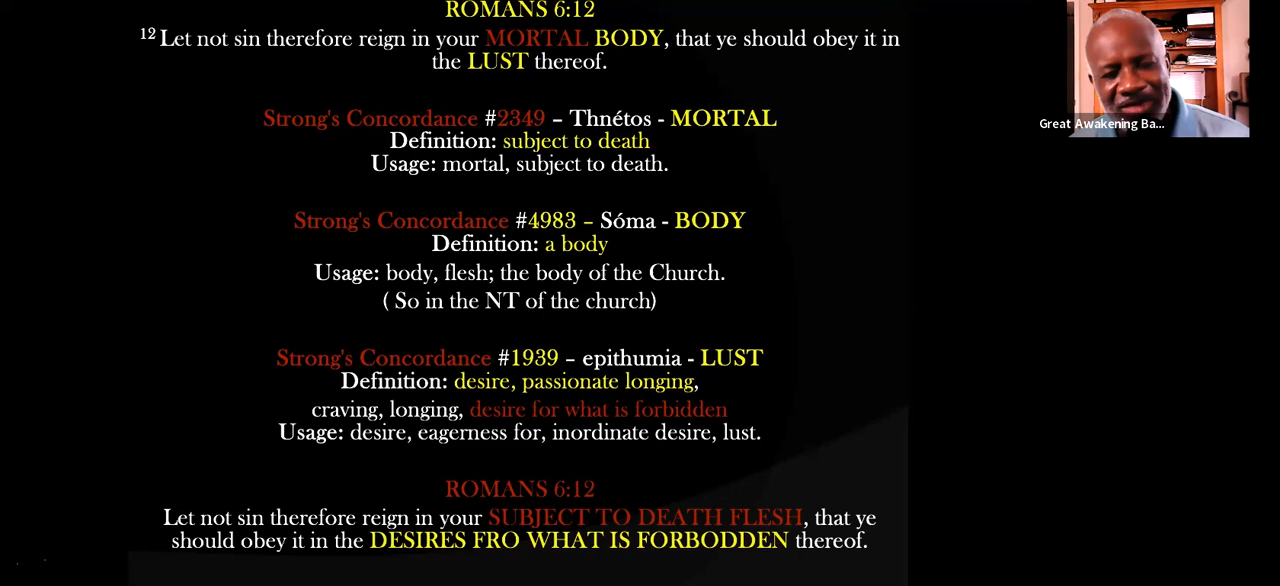 ROMANS 6:12
12 Let not sin therefore reign in your MORTAL BODY, that ye should obey it in
the LUST thereof.
Strong's Concordance #2349 – Thnétos - MORTAL
Definition: subject to death
Usage: mortal, subject to death.
Strong's Concordance #4983 – Sóma - BODY
Definition: a body
Usage: body, flesh; the body of the Church.
( So in the NT of the church)
Strong's Concordance #1939 – epithumia - LUST
Definition: desire, passionate longing,
craving, longing, desire for what is forbidden
Usage: desire, eagerness for, inordinate desire, lust.
ROMANS 6:12
Let not sin therefore reign in your SUBJECT TO DEATH FLESH, that ye
should obey it in the DESIRES FRO WHAT IS FORBODDEN thereof.
Great Awakening Ba...